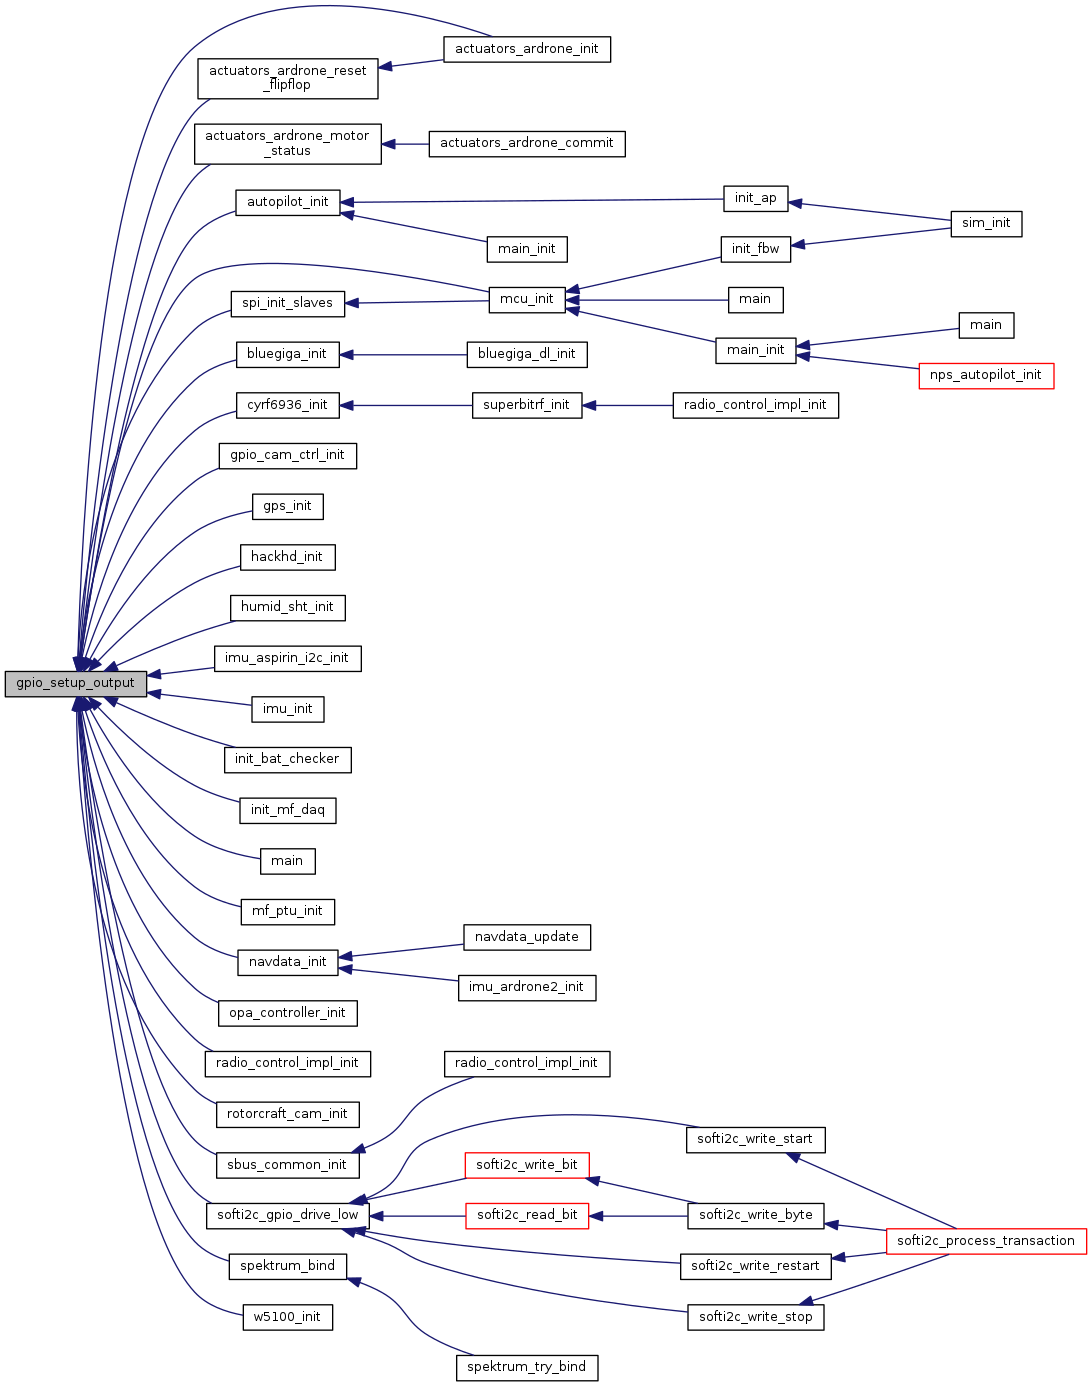 actuators_ardrone_init
actuators_ardrone_reset
_flipflop
actuators_ardrone_motor
_status
actuators_ardrone_commit
autopilot_init
init_ap
sim_init
main_init
init_fbw
spi_init_slaves
mcu_init
main
main
main_init
nps_autopilot_init
bluegiga_init
bluegiga_dl_init
cyrf6936_init
superbitrf_init
radio_control_impl_init
gpio_cam_ctrl_init
gps_init
hackhd_init
humid_sht_init
imu_aspirin_i2c_init
gpio_setup_output
imu_init
init_bat_checker
init_mf_daq
main
mf_ptu_init
navdata_init
navdata_update
imu_ardrone2_init
opa_controller_init
radio_control_impl_init
radio_control_impl_init
rotorcraft_cam_init
sbus_common_init
softi2c_write_start
softi2c_write_bit
softi2c_gpio_drive_low
softi2c_read_bit
softi2c_write_byte
softi2c_process_transaction
spektrum_bind
softi2c_write_restart
w5100_init
softi2c_write_stop
spektrum_try_bind